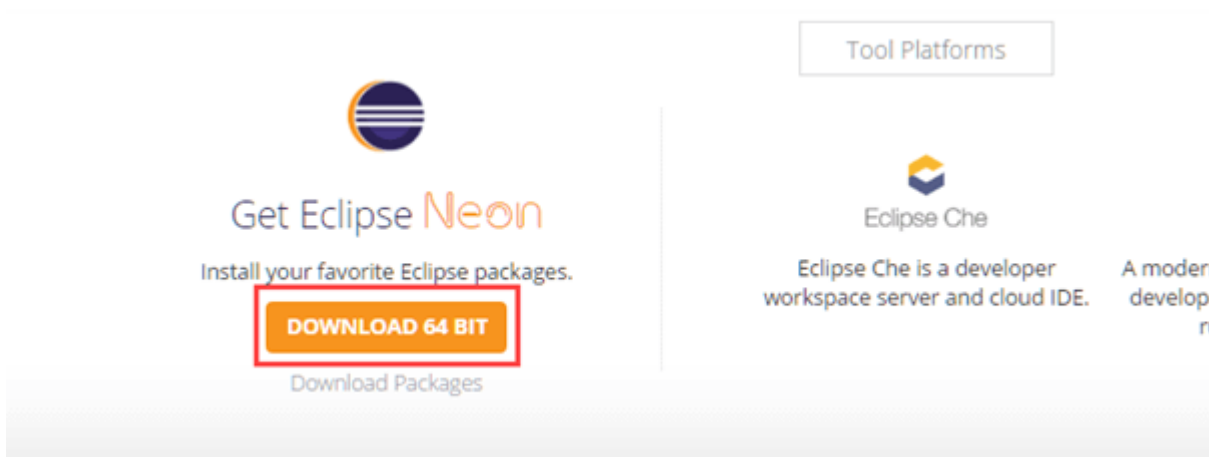 Tool Platforms
Get Eclipse Neon
Install your favorite Eclipse packages.
DOWNLOAD 64 BIT
Download Packages
Eclipse Che
Eclipse Che is a developer
workspace server and cloud IDE.
A moder
develop